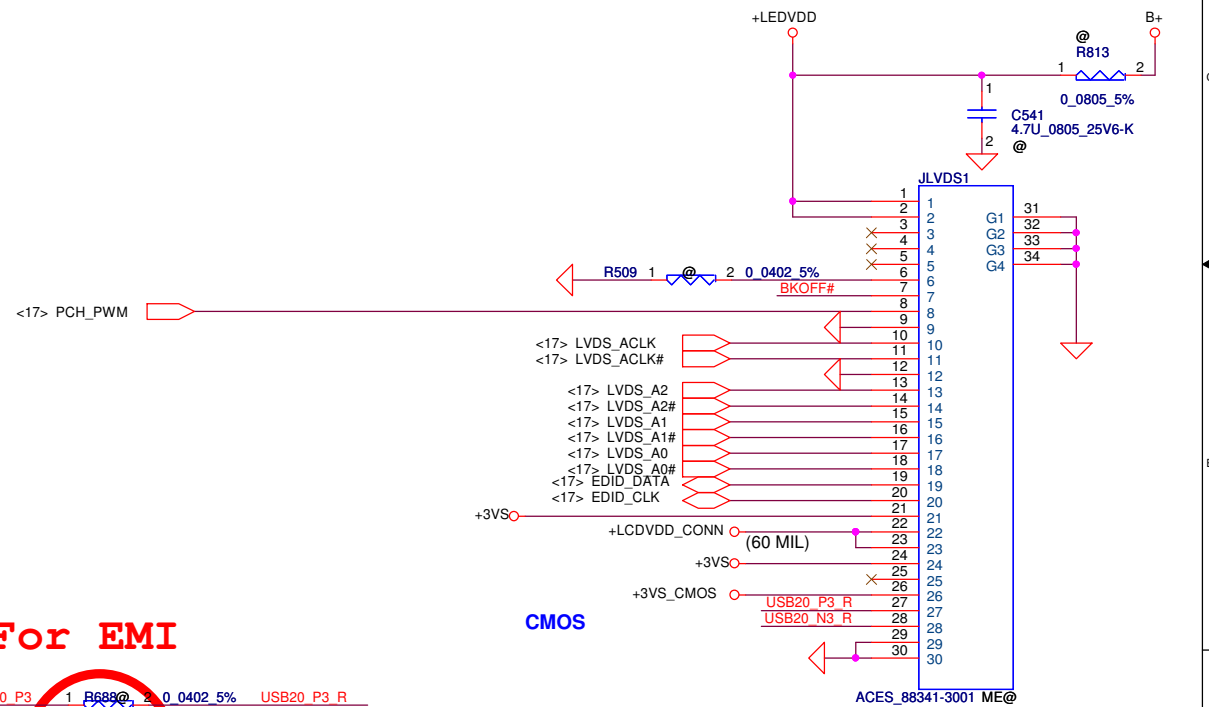 +LEDVDD
B+
@
R813
1 2
0_0805_5%
1
C541
4.7U_0805_25V6-K
2
@
JLVDS1
1 1
2 2
3 3
4 4
5 5
6 6
7 7
8 8
9 9
10 10
11 11
12 12
13 13
14 14
15 15
16 16
17 17
18 18
19 19
20 20
21 21
22 22
23 23
24 24
25 25
26 26
27 27
28 28
29 29
30 30
G1 31
G2 32
G3 33
G4 34
R509 1 @ 2 0_0402_5%
BKOFF#
<17> PCH_PWM
<17> LVDS_ACLK
<17> LVDS_ACLK#
<17> LVDS_A2
<17> LVDS_A2#
<17> LVDS_A1
<17> LVDS_A1#
<17> LVDS_A0
<17> LVDS_A0#
<17> EDID_DATA
<17> EDID_CLK
+3VS
+LCDVDD_CONN
(60 MIL)
+3VS
+3VS_CMOS
USB20_P3_R
USB20_N3_R
CMOS
ACES_88341-3001 ME@
For EMI
0_P3 1 R688@ 2 0_0402_5% USB20_P3_R